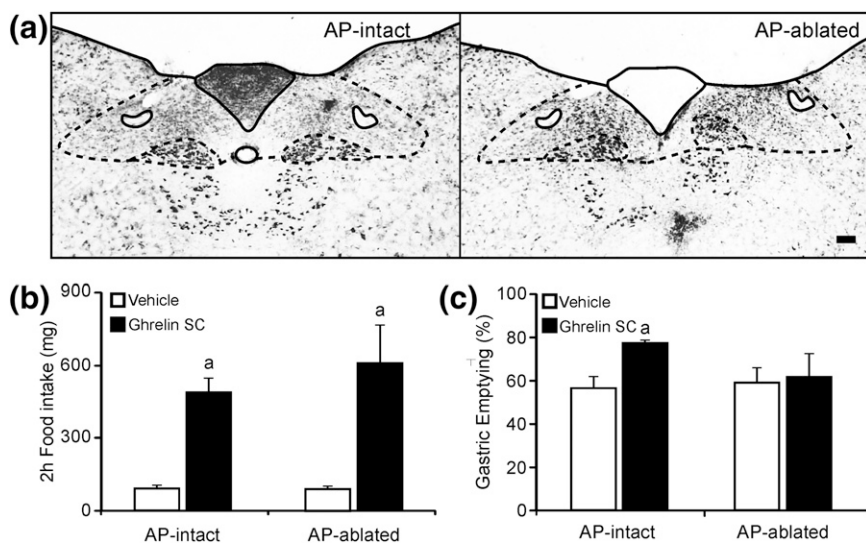 (a)
AP-intact
AP-ablated
(b)
900
600
300
0
2h Food intake (mg)
Vehicle
Ghrelin SC
a
a
AP-intact
AP-ablated
(c)
100
80
60
40
20
0
Gastric Emptying (%)
Vehicle
Ghrelin SC
a
AP-intact
AP-ablated